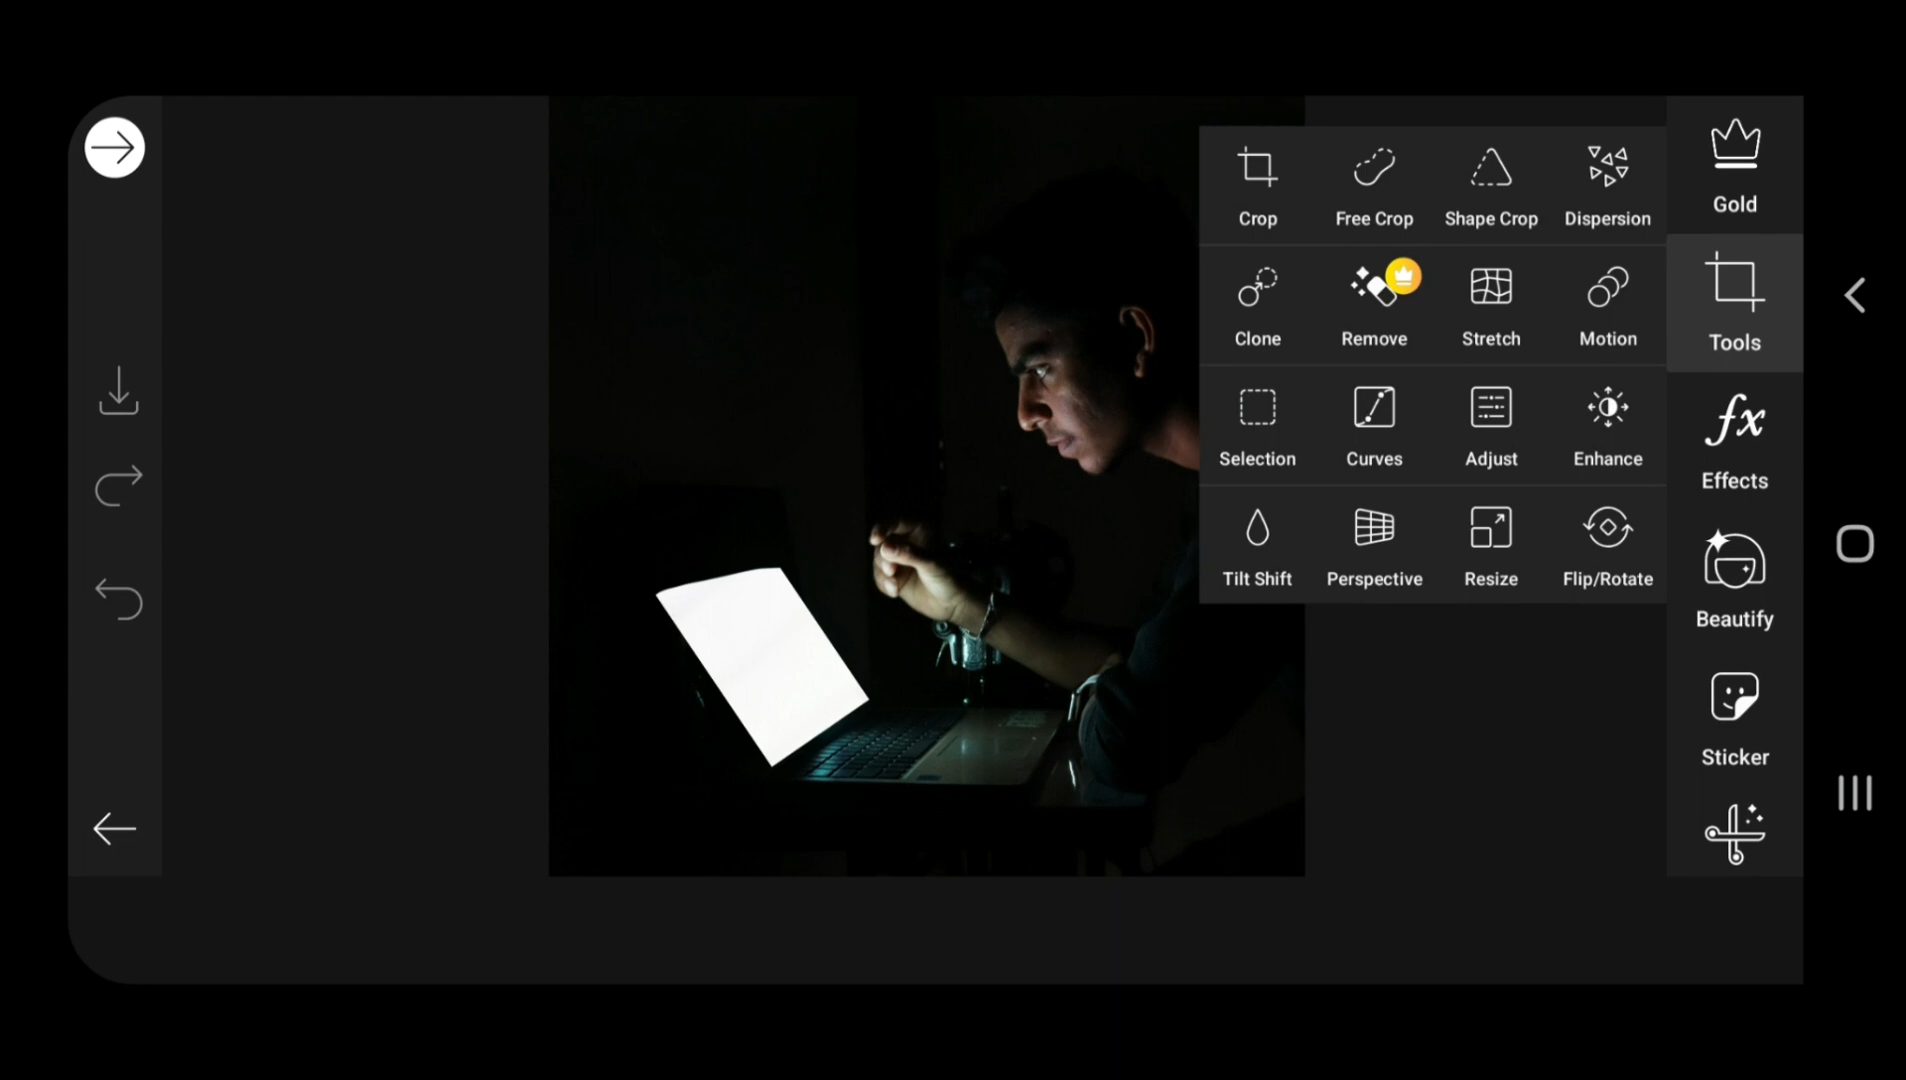 Crop Free Crop Shape Crop Dispersion
Clone Remove Stretch Motion
Selection Curves Adjust Enhance
Tilt Shift Perspective Resize Flip/Rotate
Gold
Tools
fx
Effects
Beautify
Sticker